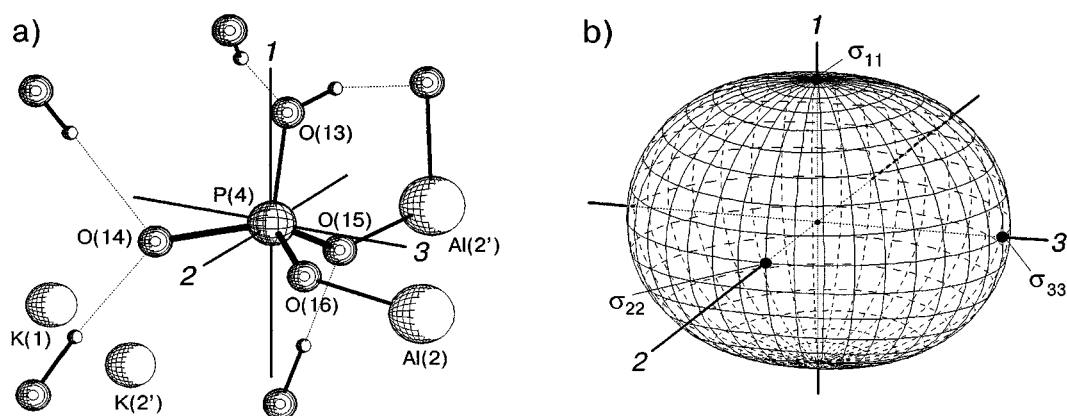 a)
1
O(13)
P(4)
O(15)
O(14)
2
3
Al(2')
O(16)
K(1)
Al(2)
K(2')
b)
1
σ11
3
σ33
σ22
2